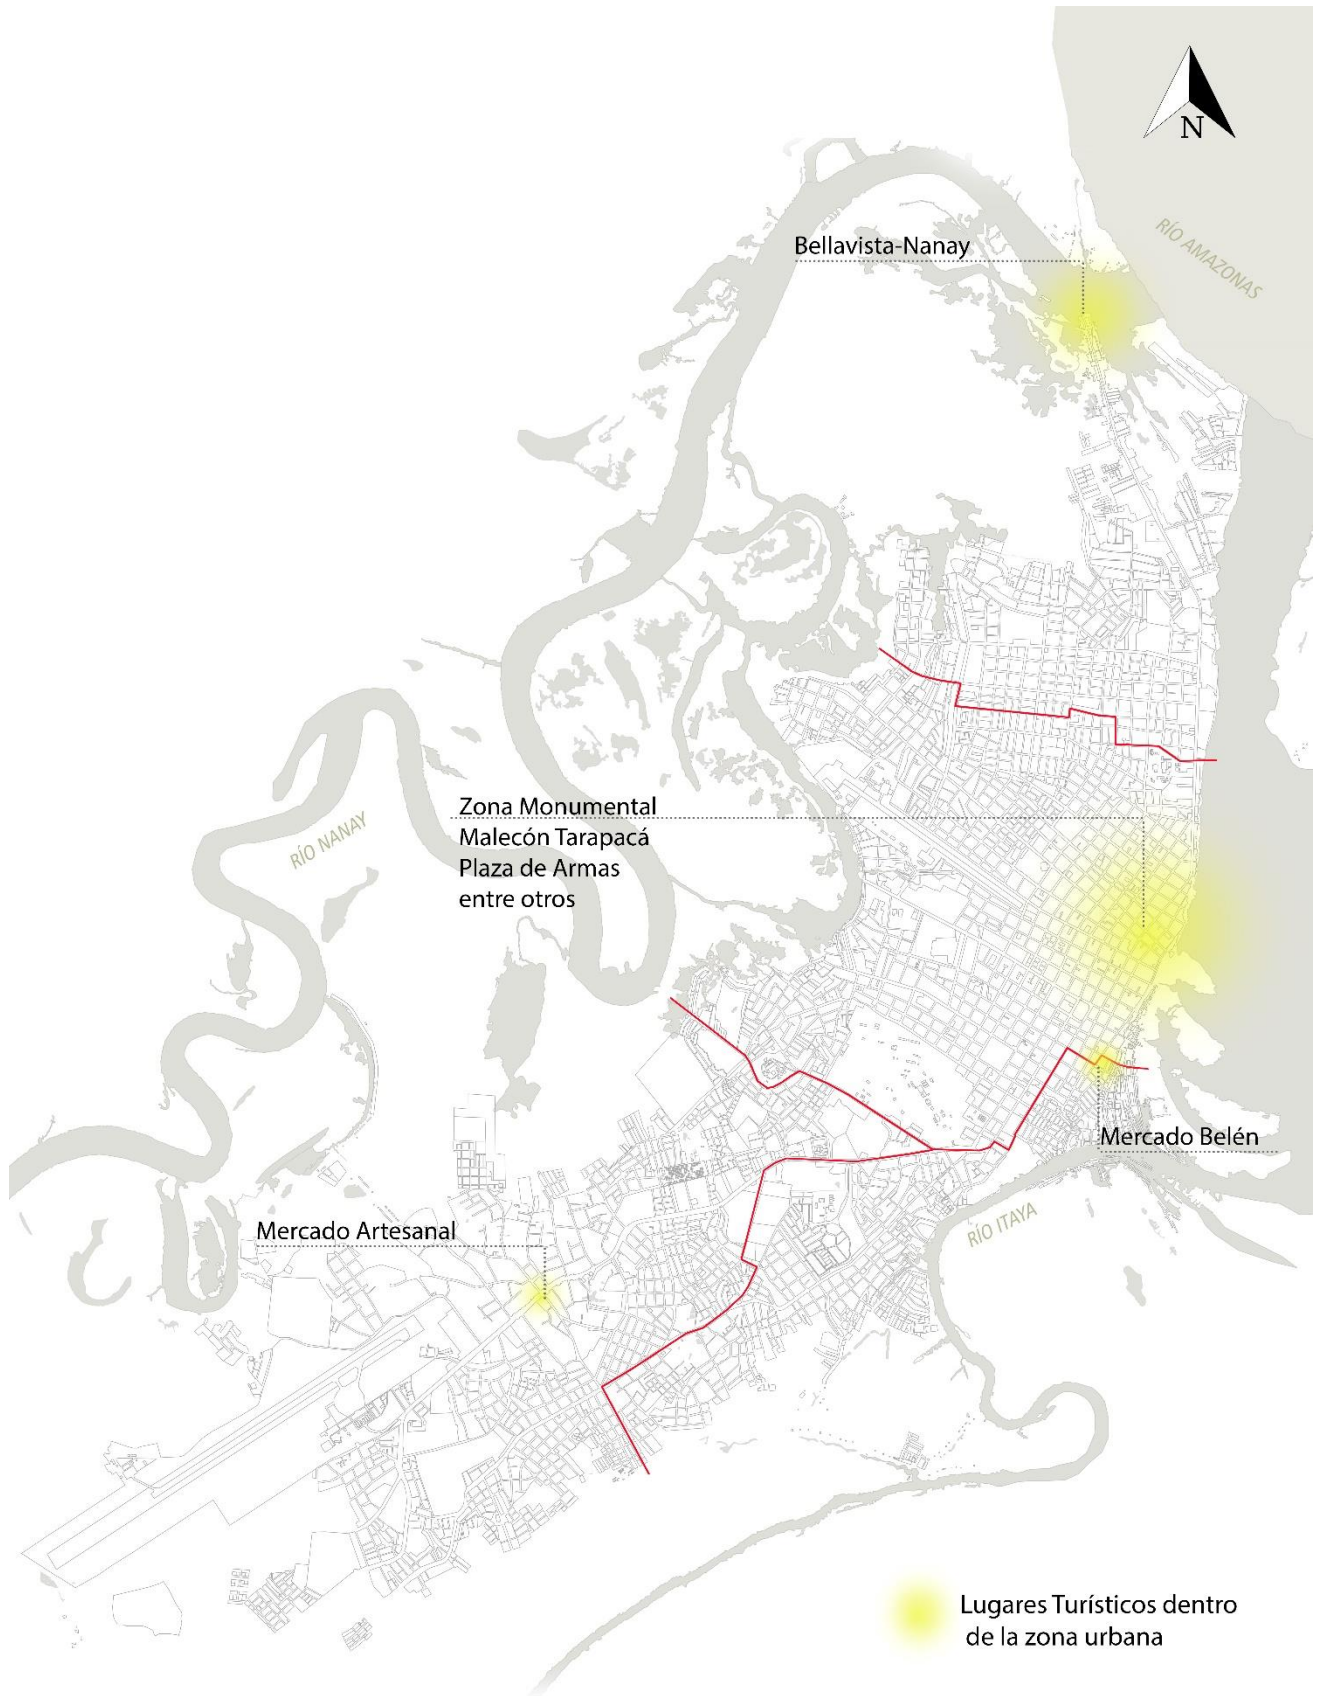 N
RÍO AMAZONAS
Bellavista-Nanay
Zona Monumental
Malecón Tarapacá
Plaza de Armas
entre otros
RÍO NANAY
Mercado Belén
RÍO ITAYA
Mercado Artesanal
Lugares Turísticos dentro
de la zona urbana